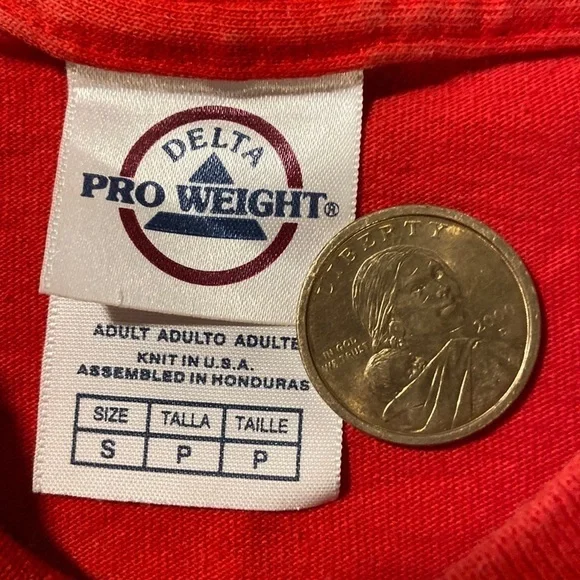 DELTA
PRO WEIGHT®
ADULT ADULTO ADULTE
KNIT IN U.S.A.
ASSEMBLED IN HONDURAS
SIZE TALLA TAILLE
S P P
LIBERTY
IN GOD
WE TRUST